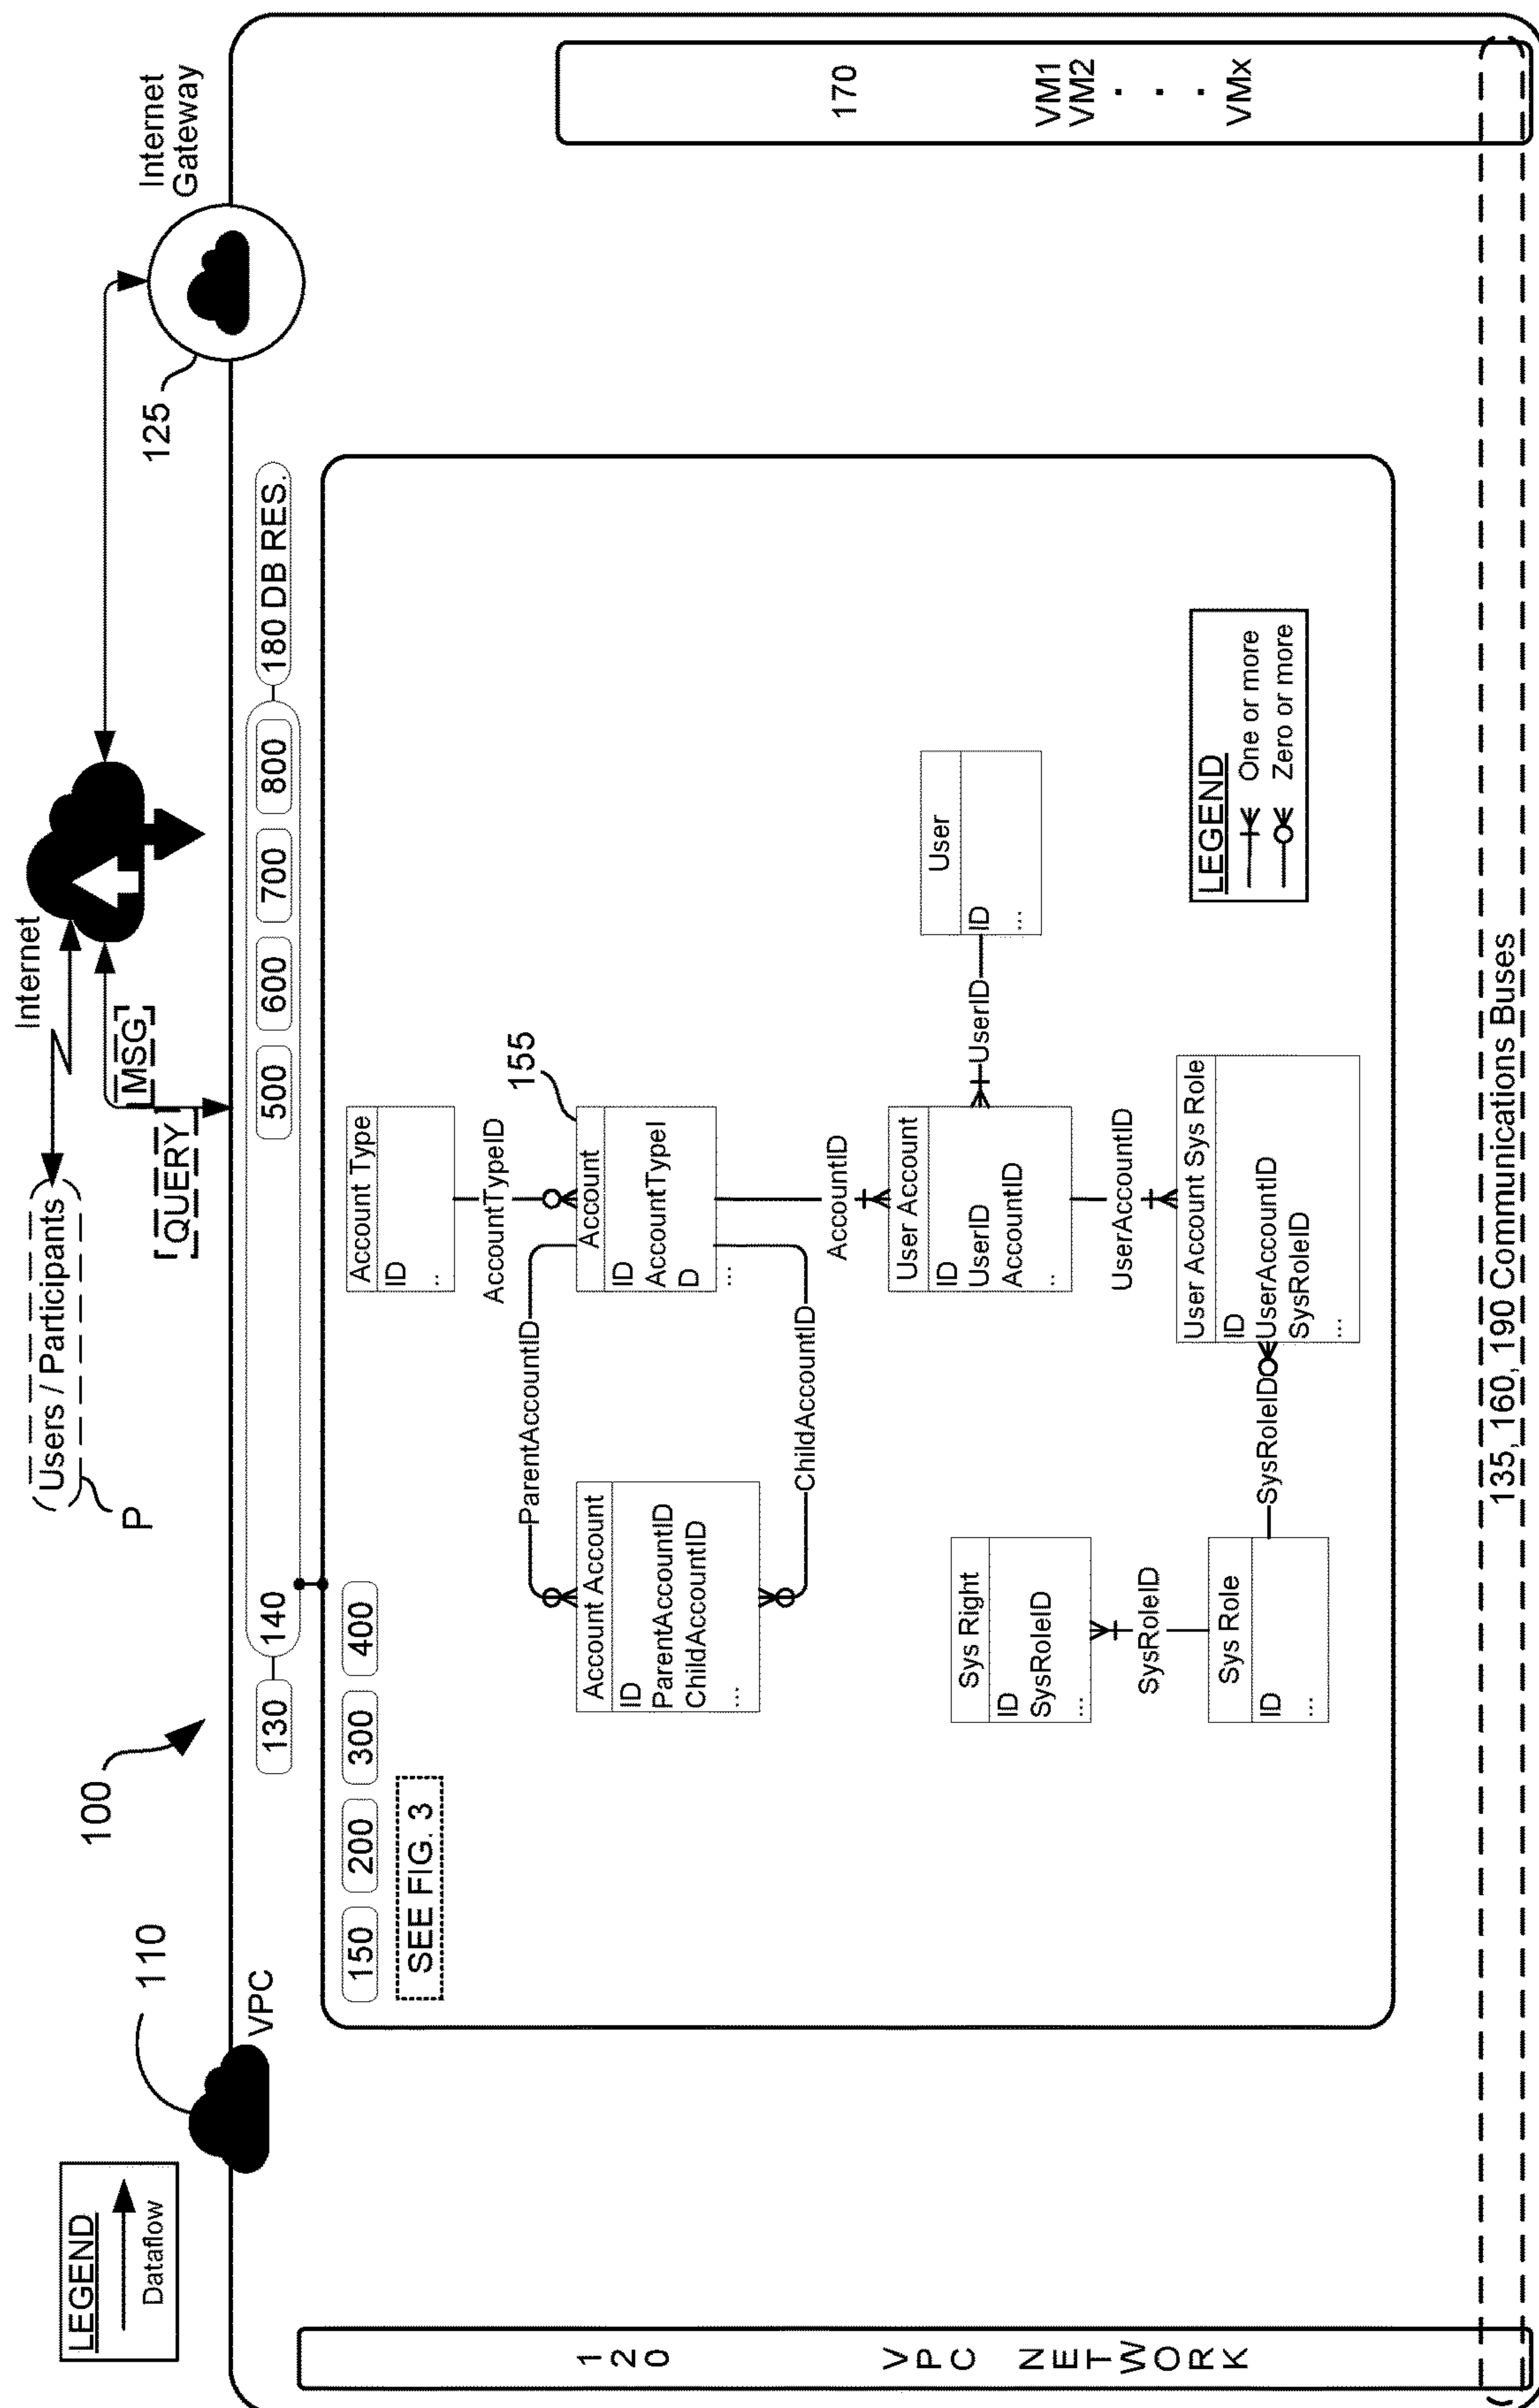 LEGEND
Dataflow
110
VPC
100
P
Users / Participants
Internet
MSG
QUERY
125
Internet
Gateway
130
140
500
600
700
800
180 DB RES.
150
200
300
400
SEE FIG. 3
Account Type
ID
..
AccountTypeID
155
Account
ID
AccountTypeI
D
...
ParentAccountID
ChildAccountID
Account Account
ID
ParentAccountID
ChildAccountID
...
AccountID
User Account
ID
UserID
AccountID
..
UserID
User
ID
...
UserAccountID
User Account Sys Role
ID
UserAccountID
SysRoleID
...
SysRoleID
Sys Right
ID
SysRoleID
...
SysRoleID
Sys Role
ID
...
LEGEND
One or more
Zero or more
120
VPC NETWORK
170
VM1
VM2
.
.
.
VMx
135, 160, 190 Communications Buses